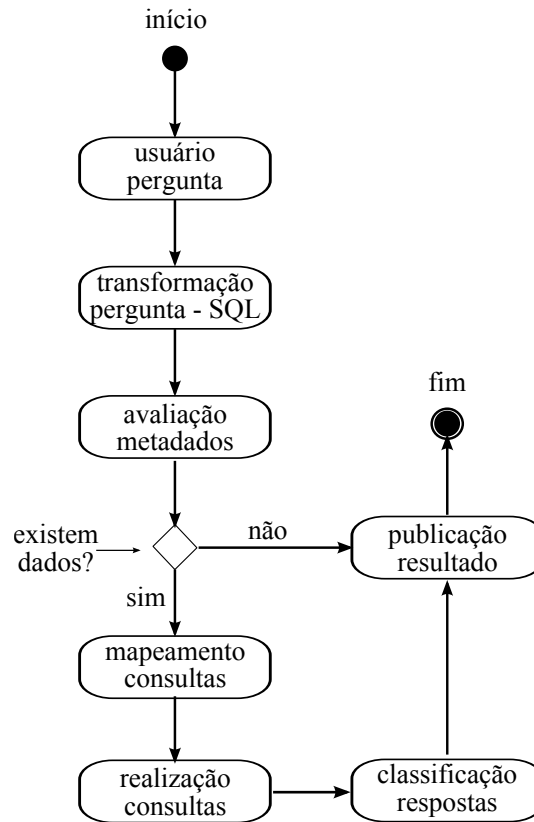 início
usuário
pergunta
transformação
pergunta - SQL
avaliação
metadados
fim
existem
dados?
não
sim
publicação
resultado
mapeamento
consultas
realização
consultas
classificação
respostas